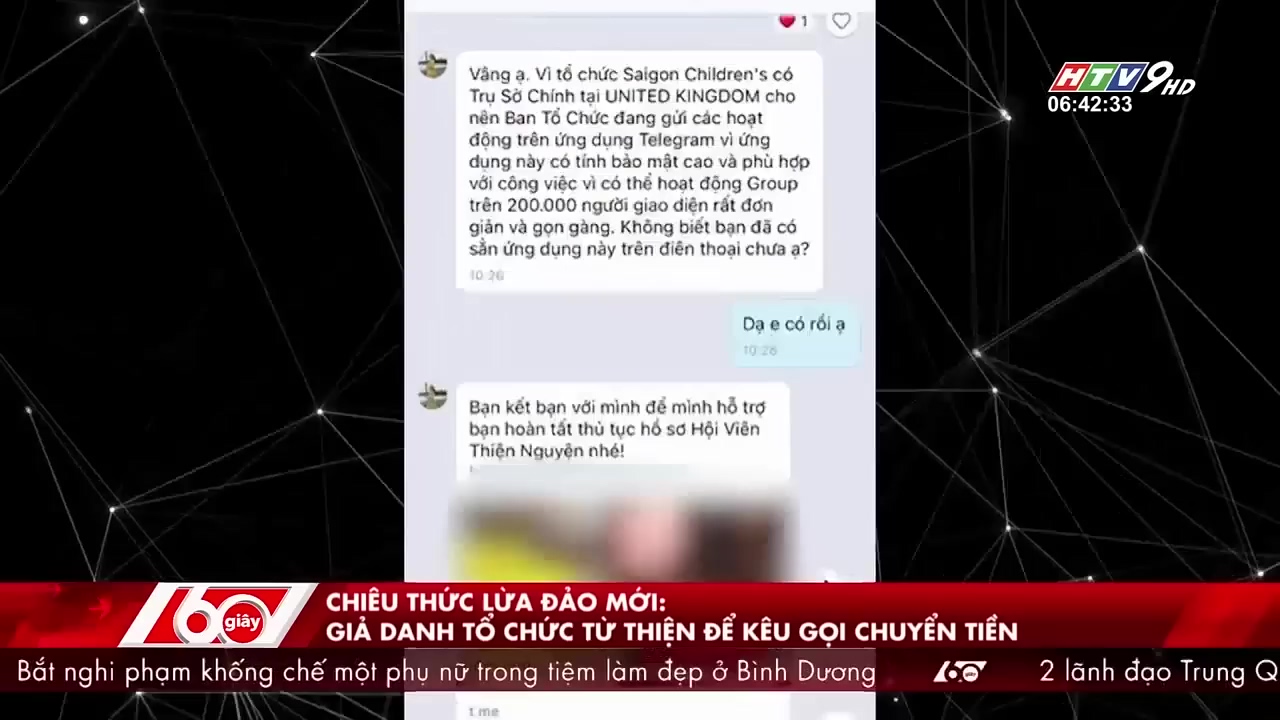 1
Vâng ạ. Vì tổ chức Saigon Children's có
Trụ Sở Chính tại UNITED KINGDOM cho
nên Ban Tổ Chức đang gửi các hoạt
động trên ứng dụng Telegram vì ứng
dụng này có tính bảo mật cao và phù hợp
với công việc vì có thể hoạt động Group
trên 200.000 người giao diện rất đơn
giản và gọn gàng. Không biết bạn đã có
sẳn ứng dụng này trên điên thoại chưa ạ?
10:26
HTV9 HD
06:42:33
Dạ e có rồi ạ
10:26
Bạn kết bạn với mình để mình hỗ trợ
bạn hoàn tất thủ tục hồ sơ Hội Viên
Thiện Nguyện nhé!
60 giây
CHIÊU THỨC LỪA ĐẢO MỚI:
GIẢ DANH TỔ CHỨC TỪ THIỆN ĐỂ KÊU GỌI CHUYỂN TIỀN
Bắt nghi phạm khống chế một phụ nữ trong tiệm làm đẹp ở Bình Dương 60 2 lãnh đạo Trung Q
t.me